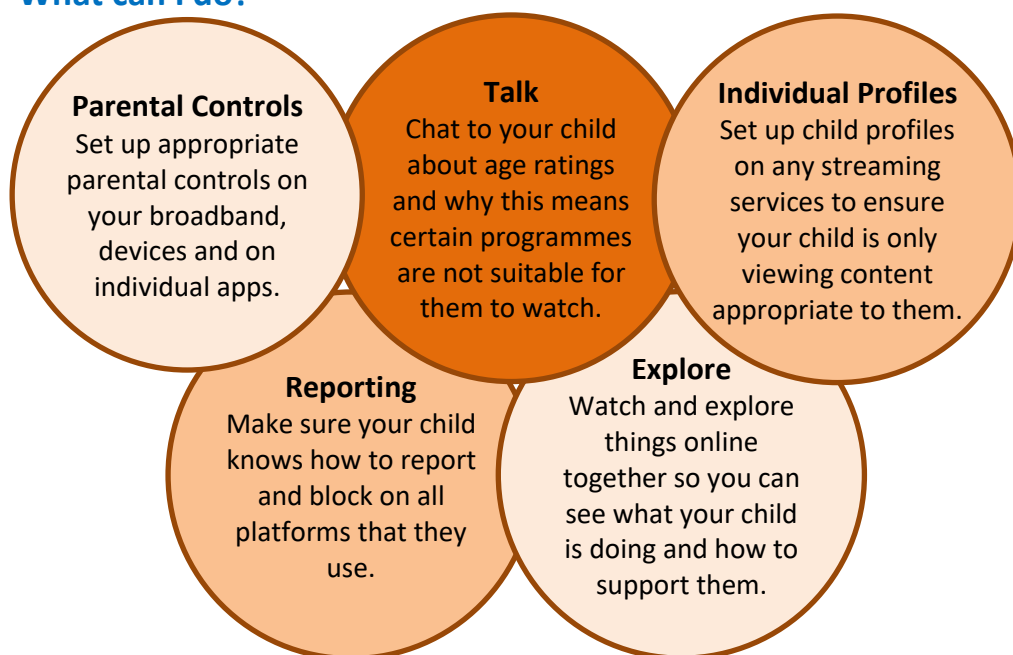 What can I do?
Parental Controls
Set up appropriate
parental controls on
your broadband,
devices and on
individual apps.
Talk
Chat to your child
about age ratings
and why this means
certain programmes
are not suitable for
them to watch.
Individual Profiles
Set up child profiles
on any streaming
services to ensure
your child is only
viewing content
appropriate to them.
Reporting
Make sure your child
knows how to report
and block on all
platforms that they
use.
Explore
Watch and explore
things online
together so you can
see what your child
is doing and how to
support them.